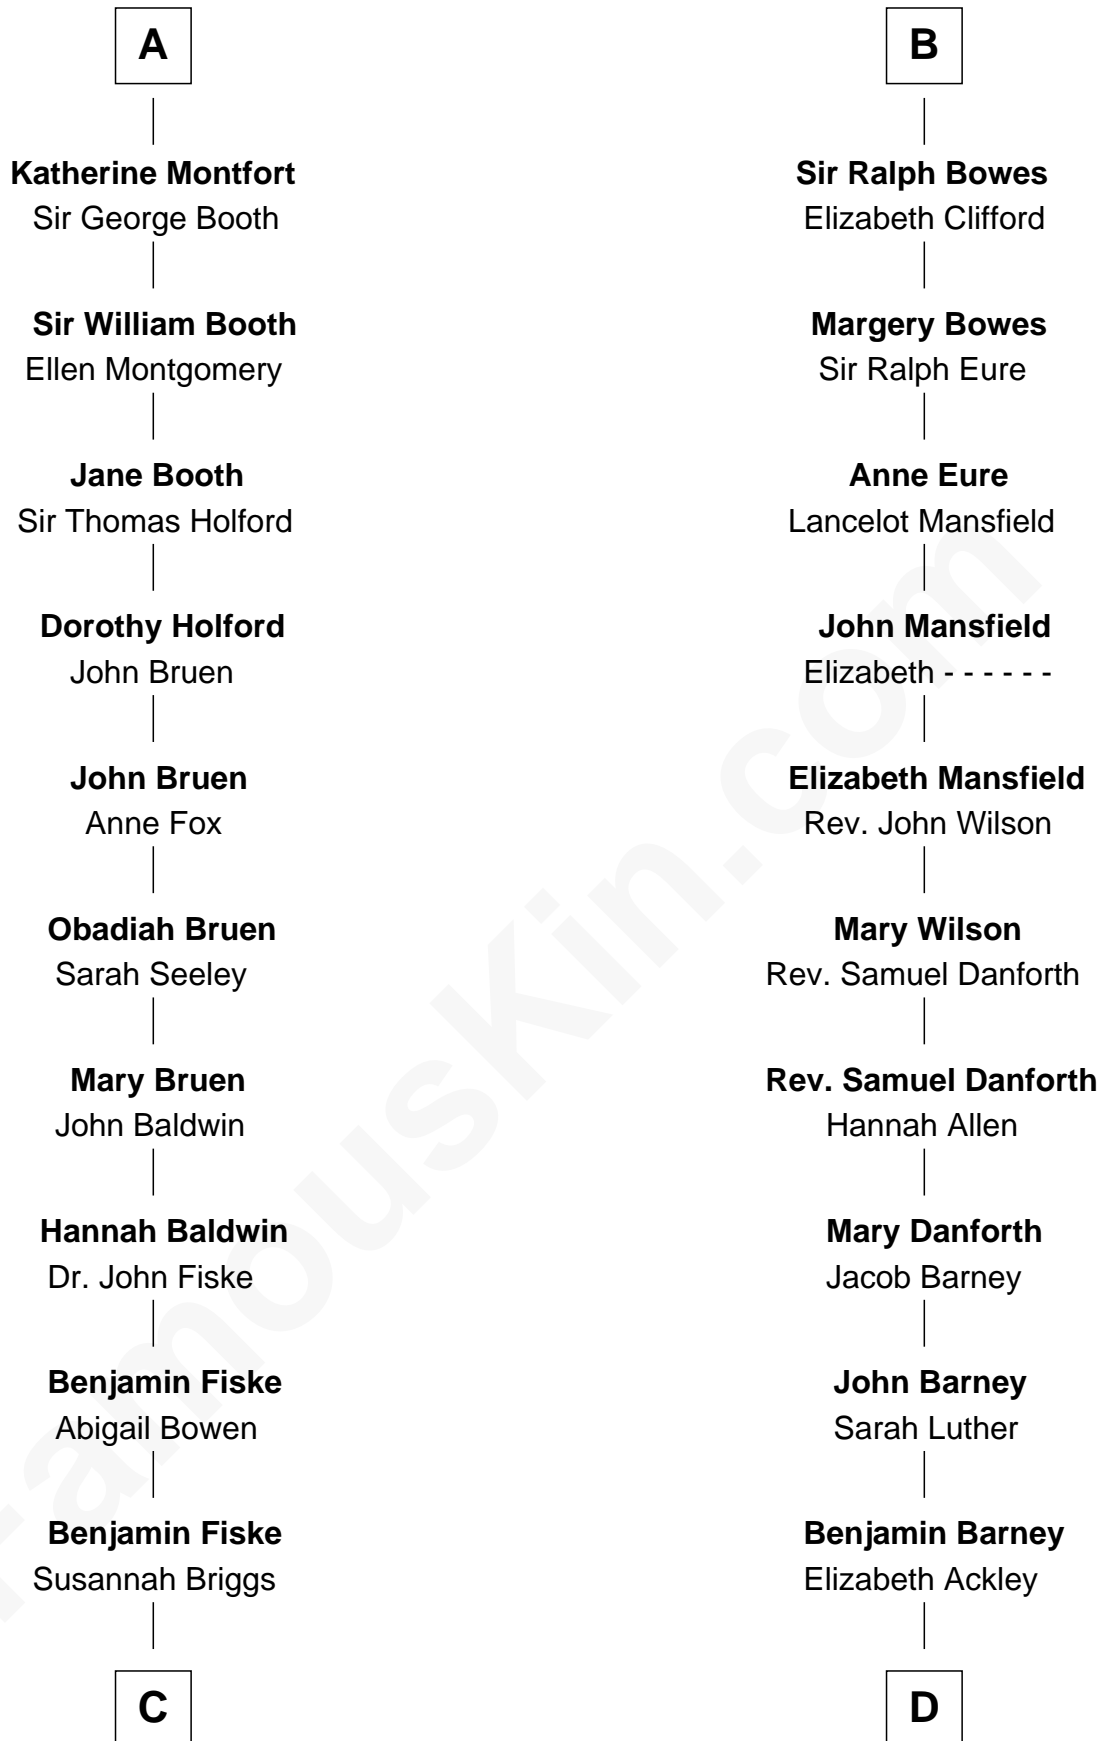 A
Katherine Montfort
Sir George Booth
Sir William Booth
Ellen Montgomery
Jane Booth
Sir Thomas Holford
Dorothy Holford
John Bruen
John Bruen
Anne Fox
Obadiah Bruen
Sarah Seeley
Mary Bruen
John Baldwin
Hannah Baldwin
Dr. John Fiske
Benjamin Fiske
Abigail Bowen
Benjamin Fiske
Susannah Briggs
C
B
Sir Ralph Bowes
Elizabeth Clifford
Margery Bowes
Sir Ralph Eure
Anne Eure
Lancelot Mansfield
John Mansfield
Elizabeth - - - - - -
Elizabeth Mansfield
Rev. John Wilson
Mary Wilson
Rev. Samuel Danforth
Rev. Samuel Danforth
Hannah Allen
Mary Danforth
Jacob Barney
John Barney
Sarah Luther
Benjamin Barney
Elizabeth Ackley
D
FamousKin.com